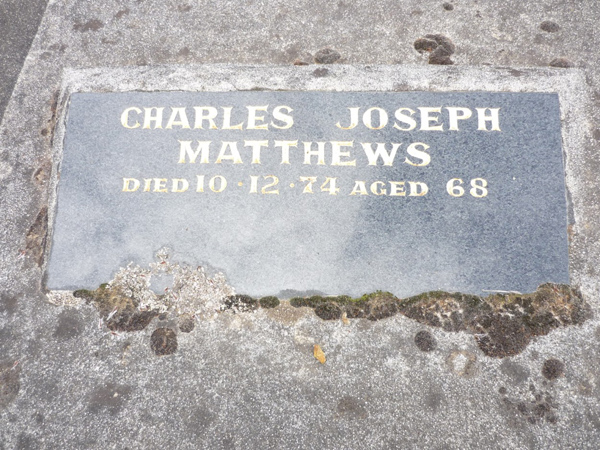 CHARLES JOSEPH
MATTHEWS
DIED 10·12·74 AGED 68